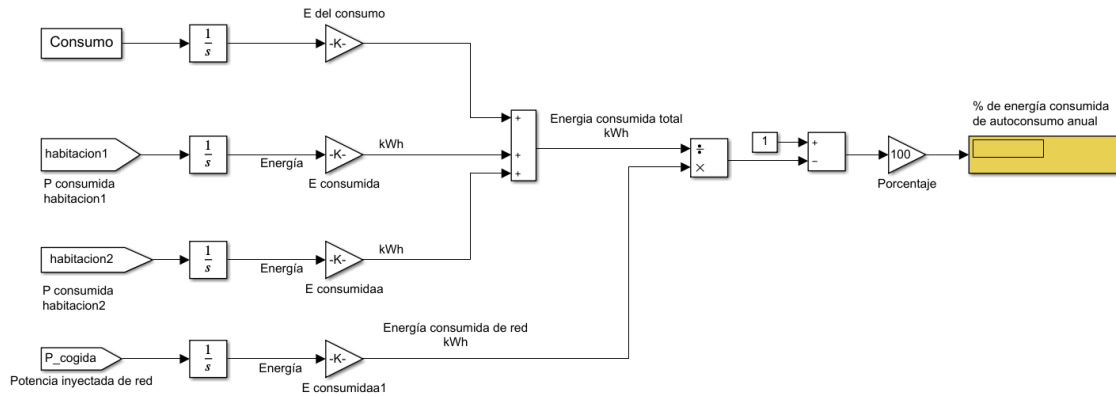 E del consumo
Consumo
1
s
-K-
% de energía consumida
de autoconsumo anual
Energia consumida total
kWh
+
+
+
÷
×
1
+
−
100
Porcentaje
habitacion1
1
s
Energía
-K-
kWh
E consumida
P consumida
habitacion1
habitacion2
1
s
Energía
-K-
kWh
E consumidaa
P consumida
habitacion2
Energía consumida de red
kWh
P_cogida
1
s
Energía
-K-
E consumidaa1
Potencia inyectada de red